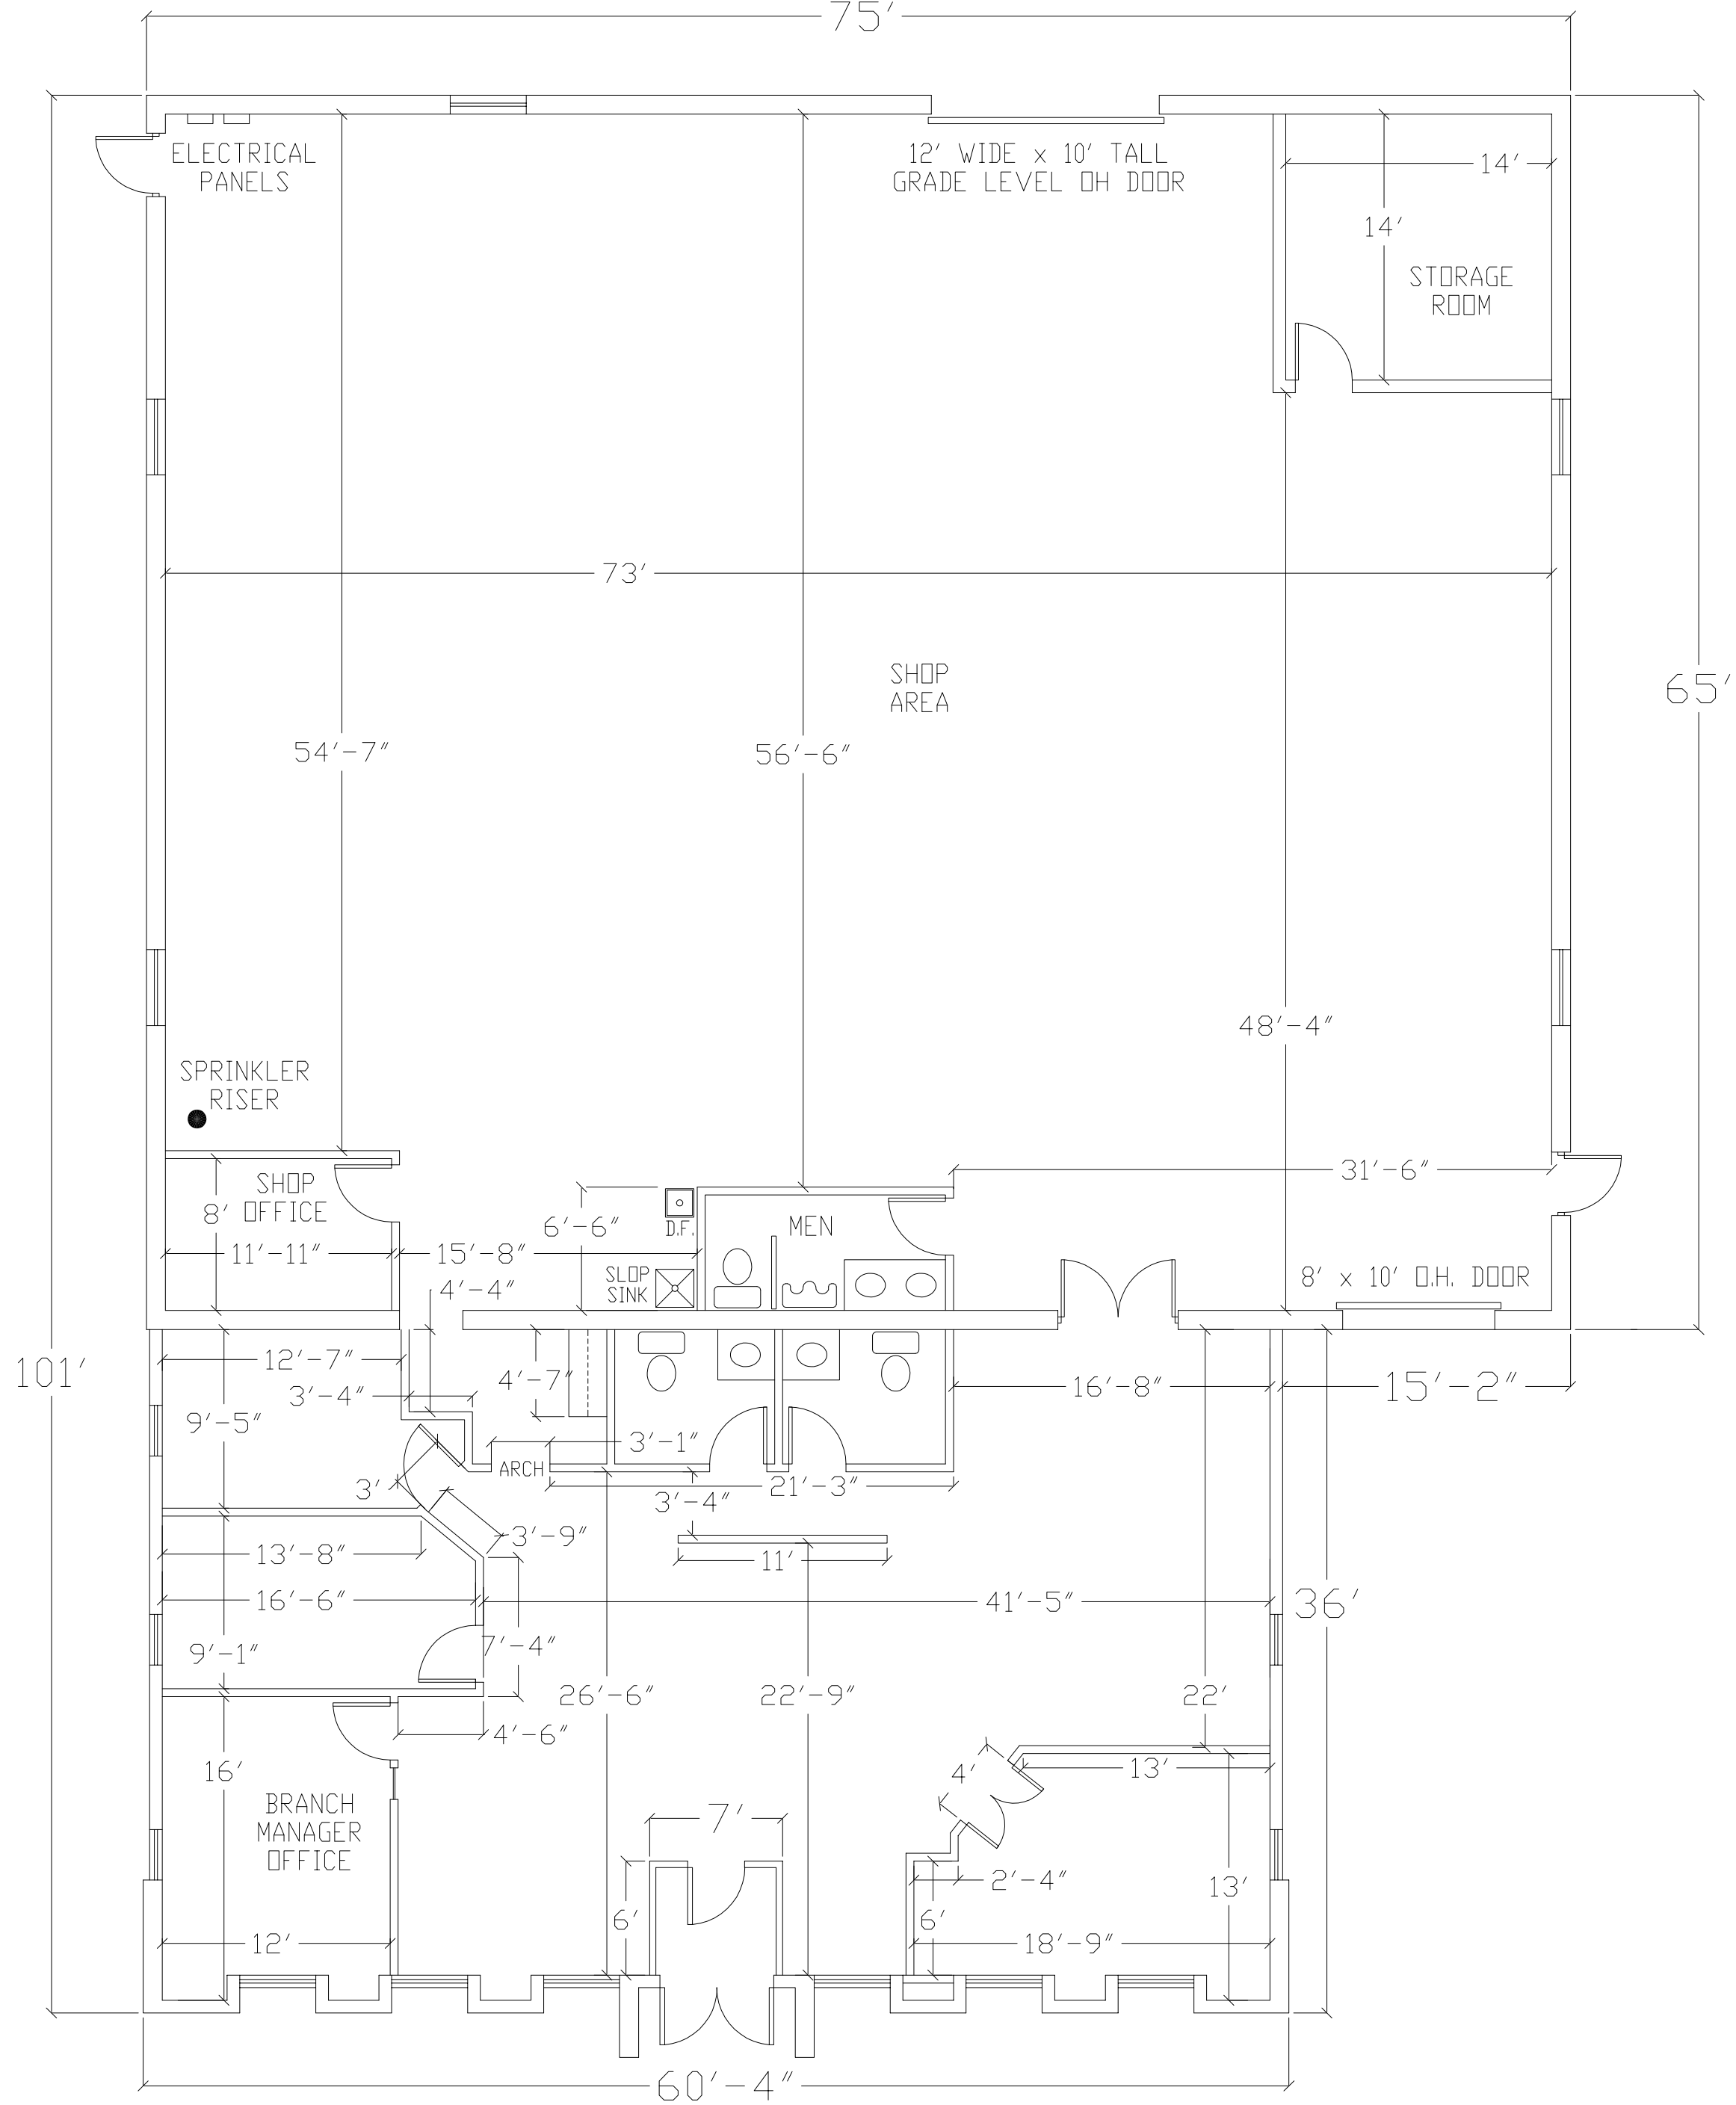 75'
ELECTRICAL
PANELS
12' WIDE x 10' TALL
GRADE LEVEL OH DOOR
14'
14'
STORAGE
ROOM
73'
SHOP
AREA
65'
54'-7"
56'-6"
48'-4"
SPRINKLER
RISER
31'-6"
SHOP
OFFICE
8'
11'-11"
15'-8"
6'-6"
D.F.
MEN
SLOP
SINK
4'-4"
8' x 10' O.H. DOOR
101'
12'-7"
3'-4"
4'-7"
16'-8"
15'-2"
9'-5"
3'-1"
ARCH
3'
21'-3"
3'-4"
3'-9"
13'-8"
11'
16'-6"
41'-5"
36'
9'-1"
7'-4"
26'-6"
22'-9"
22'
4'-6"
16'
4'
13'
BRANCH
MANAGER
OFFICE
7'
2'-4"
13'
6'
6'
12'
18'-9"
60'-4"